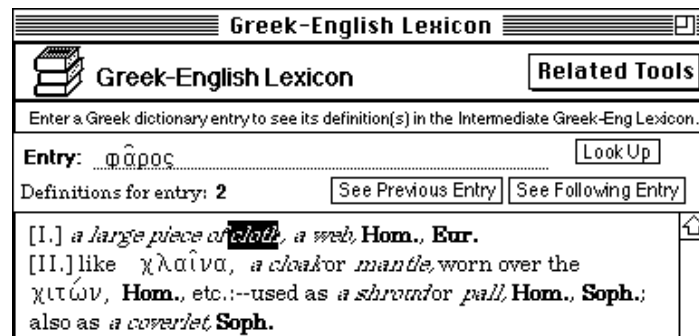 Greek-English Lexicon
Greek-English Lexicon
Related Tools
Enter a Greek dictionary entry to see its definition(s) in the Intermediate Greek-Eng Lexicon.
Entry: φᾶρος
Look Up
Definitions for entry: 2
See Previous Entry See Following Entry
[I.] a large piece of cloth, a web, Hom., Eur.
[II.] like χλαῖνα, a cloak or mantle, worn over the
χιτών, Hom., etc.:--used as a shroud or pall, Hom., Soph.;
also as a coverlet, Soph.